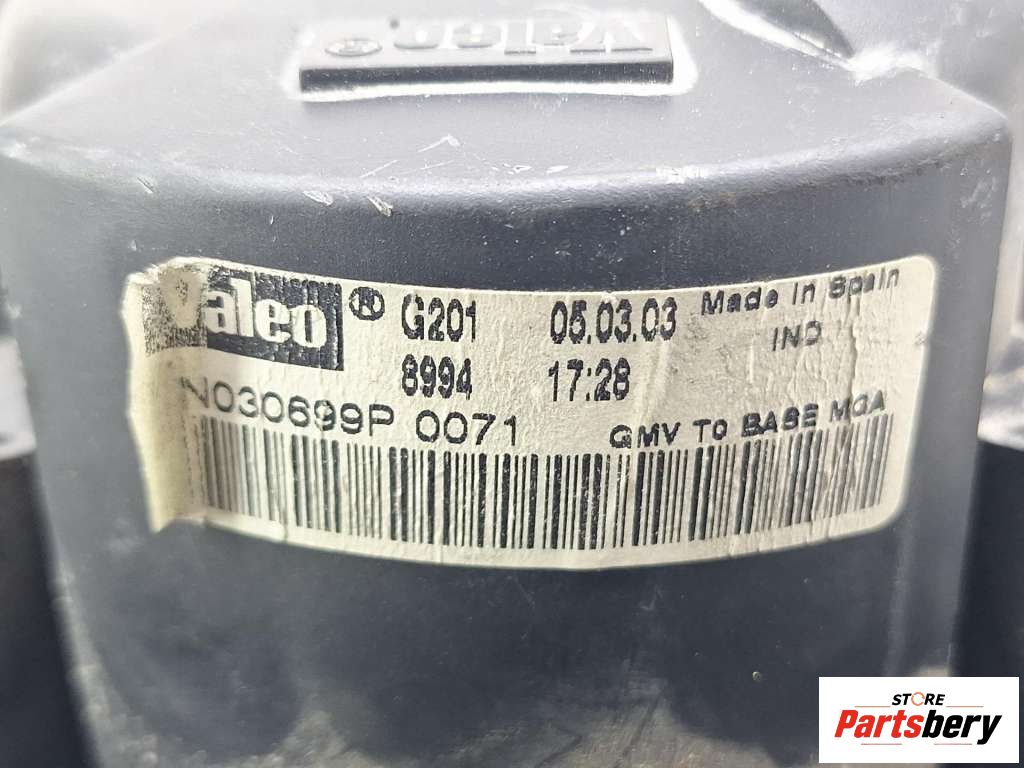 Valeo
Valeo® G201 05.03.03 Made In Spain
8994 17:28 IND
N030699P 0071 GMV TO BASE MGA
STORE
Partsbery